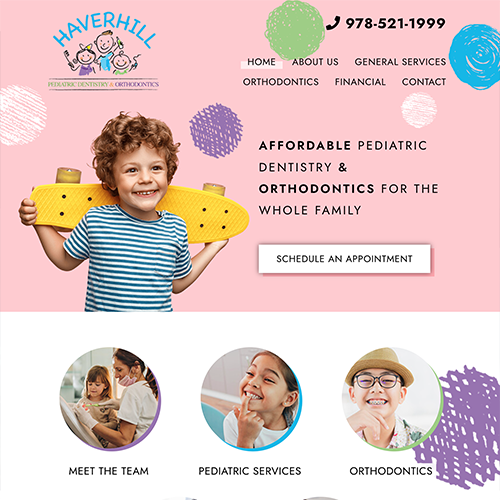 HAVERHILL
PEDIATRIC DENTISTRY & ORTHODONTICS
978-521-1999
HOME ABOUT US GENERAL SERVICES
ORTHODONTICS FINANCIAL CONTACT
AFFORDABLE PEDIATRIC
DENTISTRY &
ORTHODONTICS FOR THE
WHOLE FAMILY
SCHEDULE AN APPOINTMENT
MEET THE TEAM PEDIATRIC SERVICES ORTHODONTICS